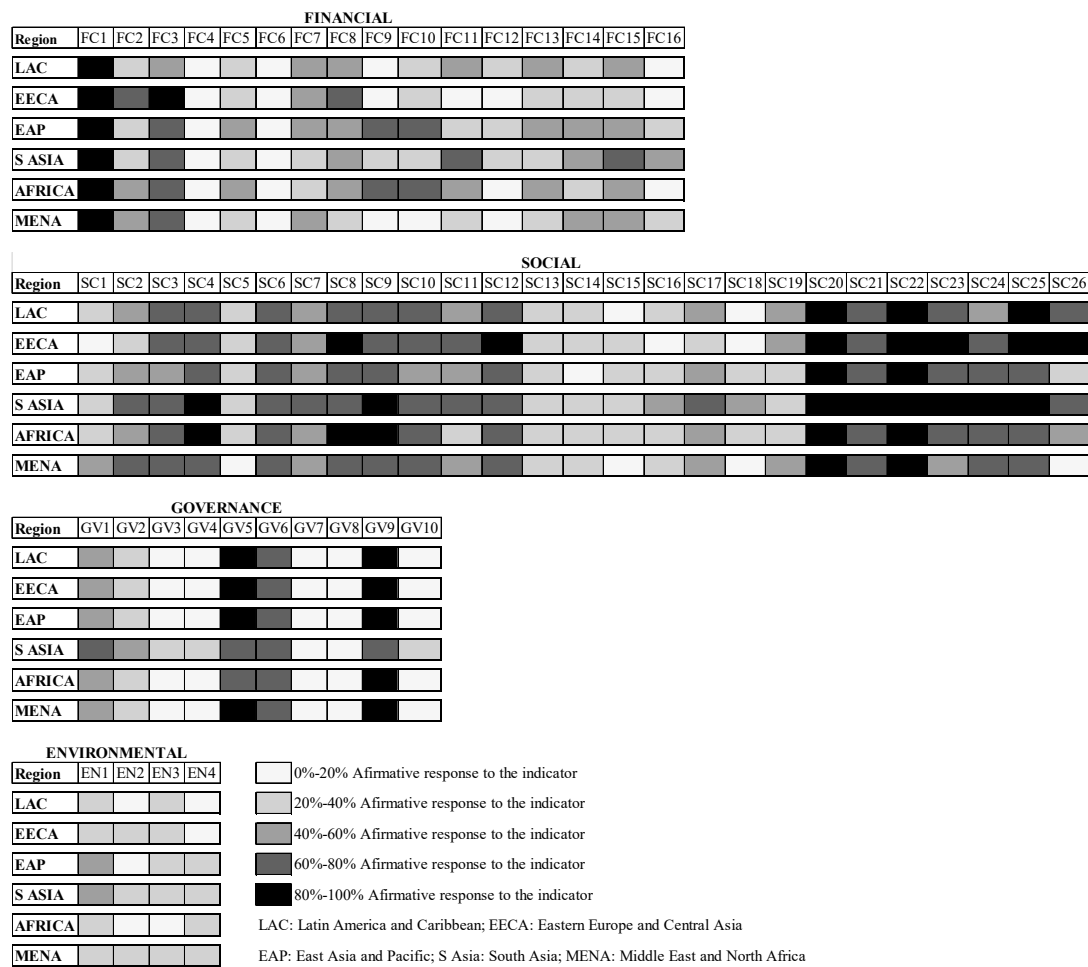 FINANCIAL
Region FC1 FC2 FC3 FC4 FC5 FC6 FC7 FC8 FC9 FC10 FC11 FC12 FC13 FC14 FC15 FC16
LAC
EECA
EAP
S ASIA
AFRICA
MENA
SOCIAL
Region SC1 SC2 SC3 SC4 SC5 SC6 SC7 SC8 SC9 SC10 SC11 SC12 SC13 SC14 SC15 SC16 SC17 SC18 SC19 SC20 SC21 SC22 SC23 SC24 SC25 SC26
LAC
EECA
EAP
S ASIA
AFRICA
MENA
GOVERNANCE
Region GV1 GV2 GV3 GV4 GV5 GV6 GV7 GV8 GV9 GV10
LAC
EECA
EAP
S ASIA
AFRICA
MENA
ENVIRONMENTAL
Region EN1 EN2 EN3 EN4
0%-20% Afirmative response to the indicator
LAC
20%-40% Afirmative response to the indicator
EECA
40%-60% Afirmative response to the indicator
EAP
60%-80% Afirmative response to the indicator
S ASIA
80%-100% Afirmative response to the indicator
AFRICA
LAC: Latin America and Caribbean; EECA: Eastern Europe and Central Asia
MENA
EAP: East Asia and Pacific; S Asia: South Asia; MENA: Middle East and North Africa